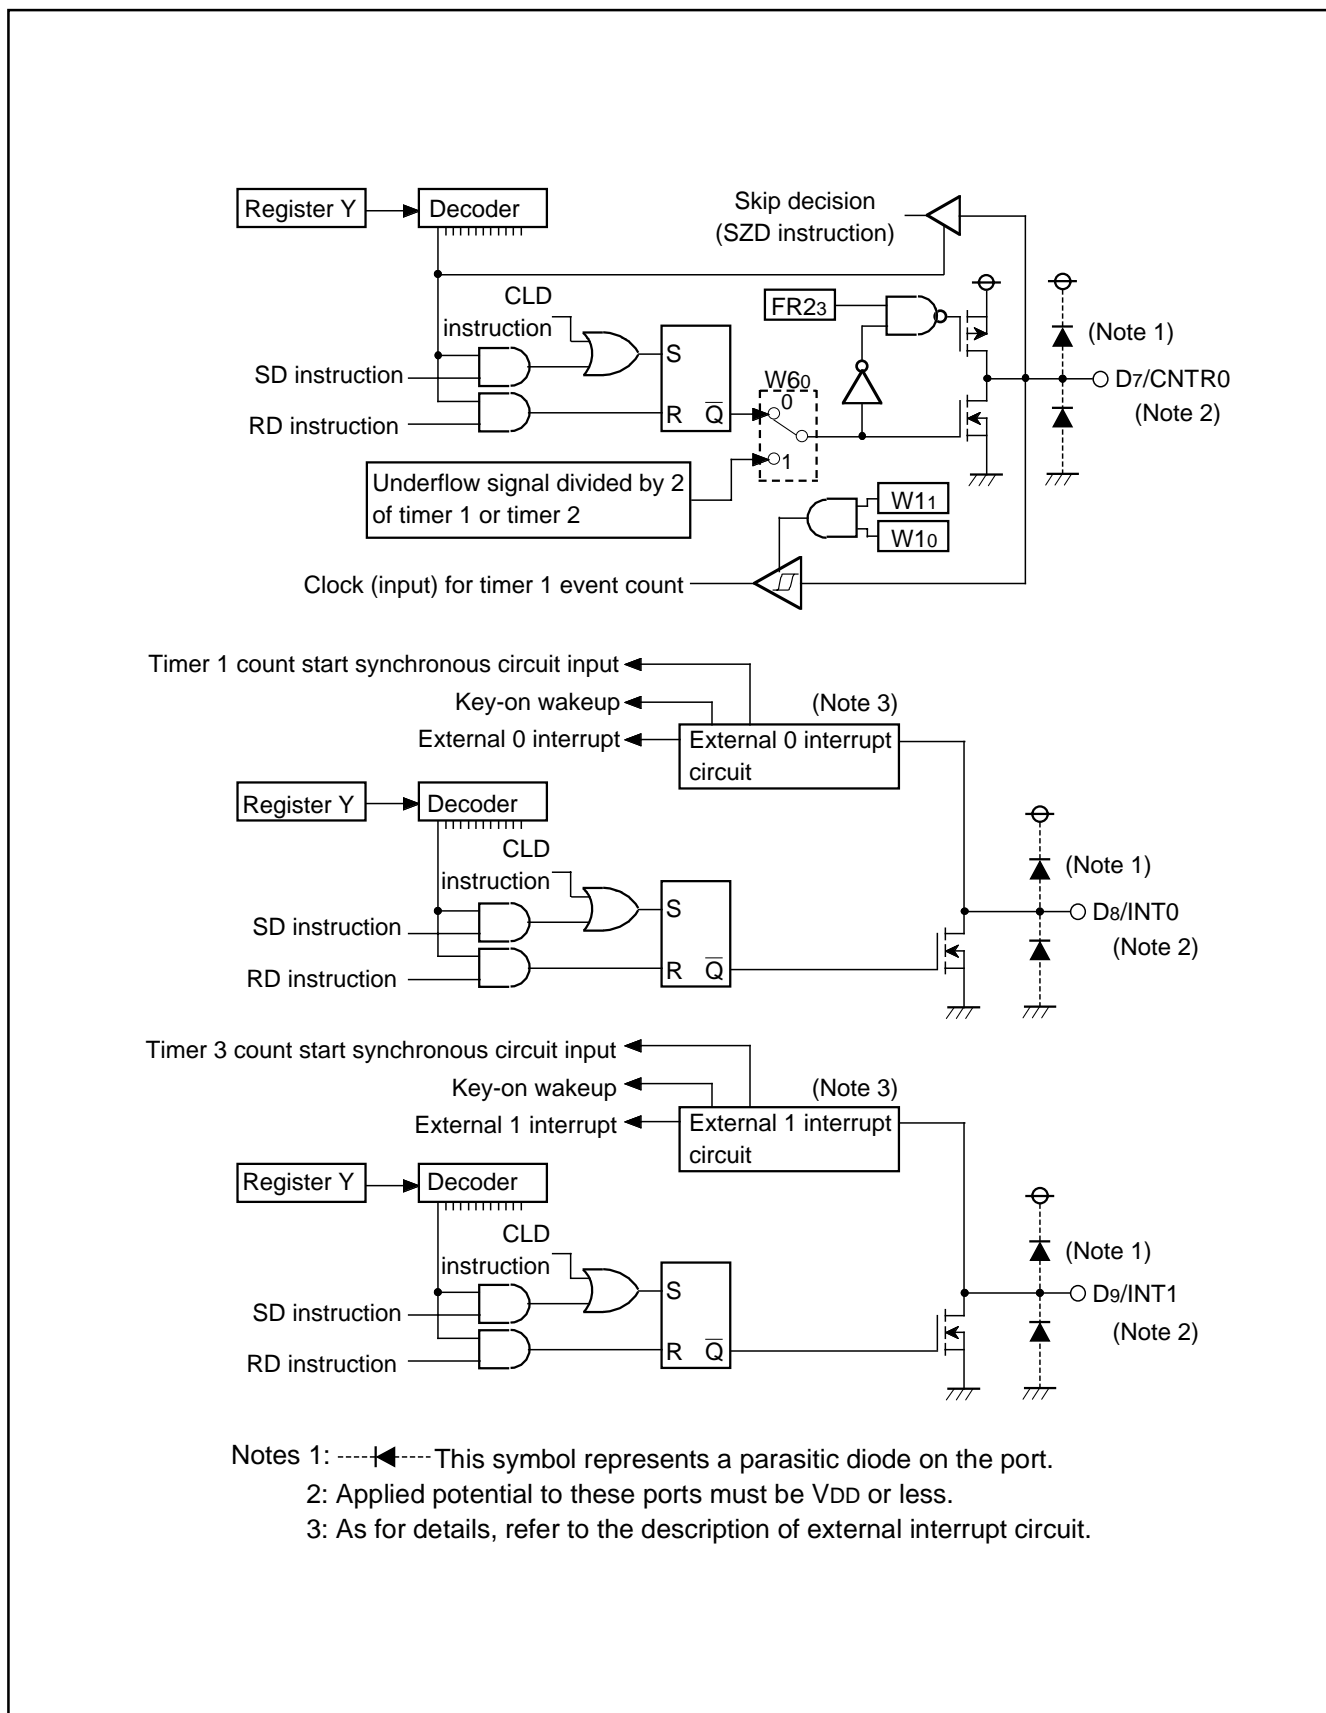 Register Y
Decoder
Skip decision
(SZD instruction)
CLD
instruction
FR23
(Note 1)
S
SD instruction
W60
0
D7/CNTR0
R Q
(Note 2)
RD instruction
1
Underflow signal divided by 2
of timer 1 or timer 2
W11
W10
Clock (input) for timer 1 event count
Timer 1 count start synchronous circuit input
Key-on wakeup
(Note 3)
External 0 interrupt
External 0 interrupt
circuit
Register Y
Decoder
CLD
instruction
(Note 1)
S
D8/INT0
SD instruction
(Note 2)
R Q
RD instruction
Timer 3 count start synchronous circuit input
Key-on wakeup
(Note 3)
External 1 interrupt
External 1 interrupt
circuit
Register Y
Decoder
CLD
instruction
(Note 1)
S
D9/INT1
SD instruction
(Note 2)
R Q
RD instruction
Notes 1: This symbol represents a parasitic diode on the port.
2: Applied potential to these ports must be VDD or less.
3: As for details, refer to the description of external interrupt circuit.